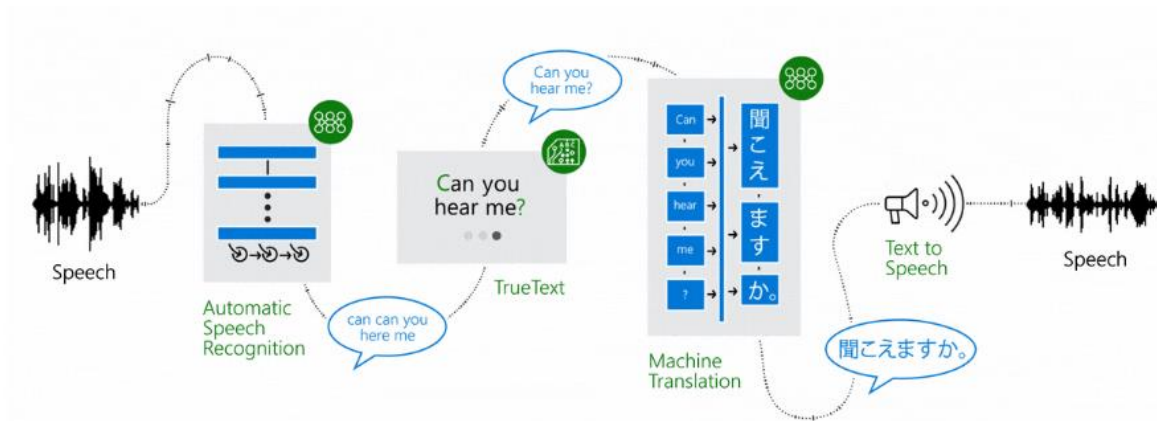 Speech
Automatic
Speech
Recognition
can can you
here me
Can you
hear me?
TrueText
Can you
hear me?
Can
you
hear
me
?
聞こえ
ます
か。
Machine
Translation
聞こえますか。
Text to
Speech
Speech